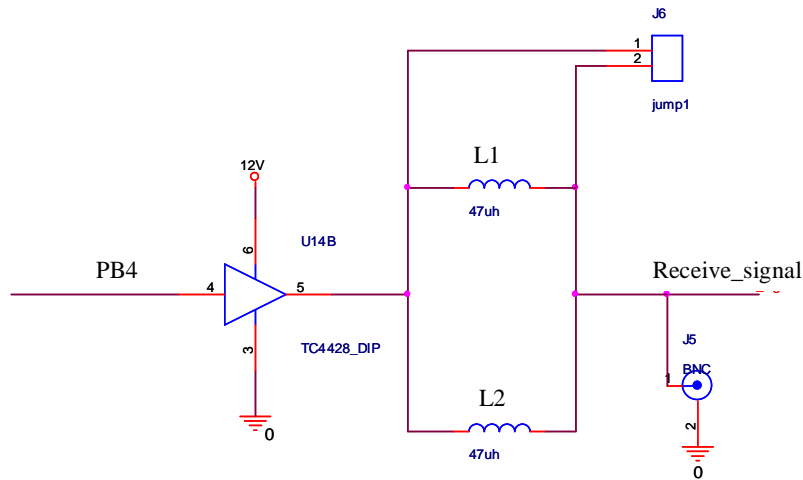 J6
1
2
jump1
L1
47uh
12V
6
U14B
PB4
4
5
3
TC4428_DIP
0
Receive_signal
J5
BNC
1
2
0
L2
47uh